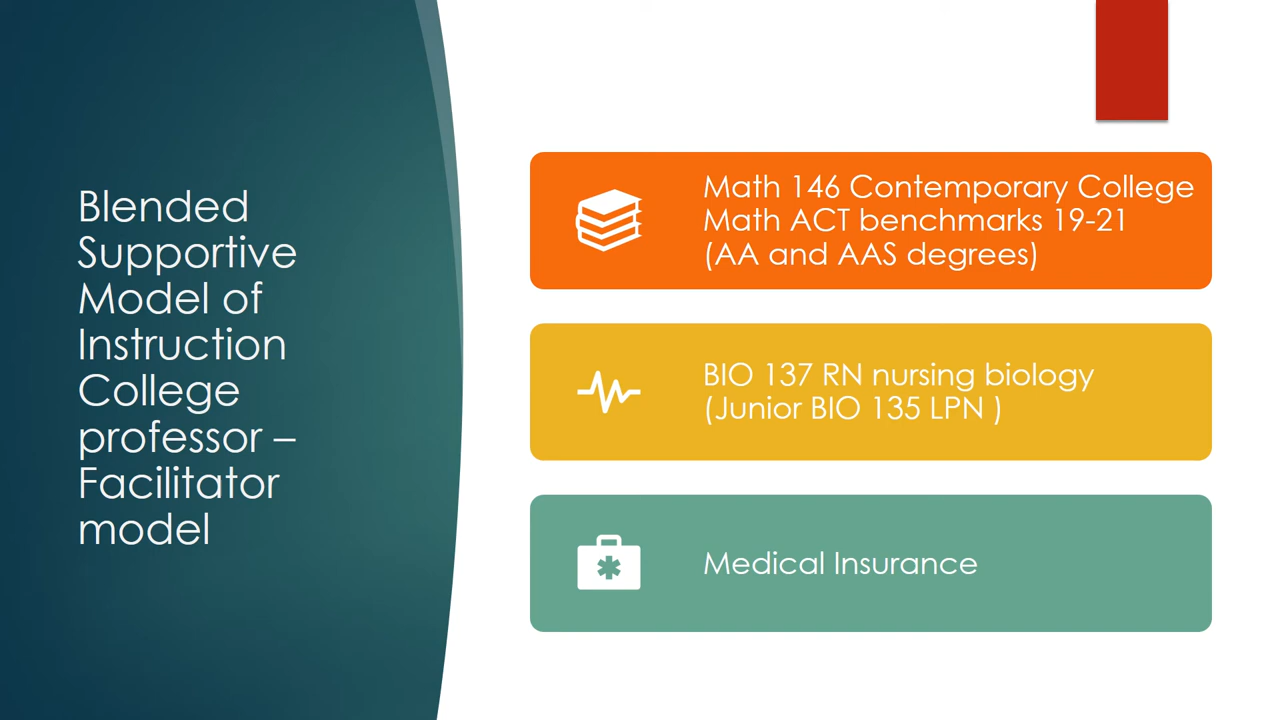 Blended
Supportive
Model of
Instruction
College
professor –
Facilitator
model
Math 146 Contemporary College
Math ACT benchmarks 19-21
(AA and AAS degrees)
BIO 137 RN nursing biology
(Junior BIO 135 LPN )
Medical Insurance